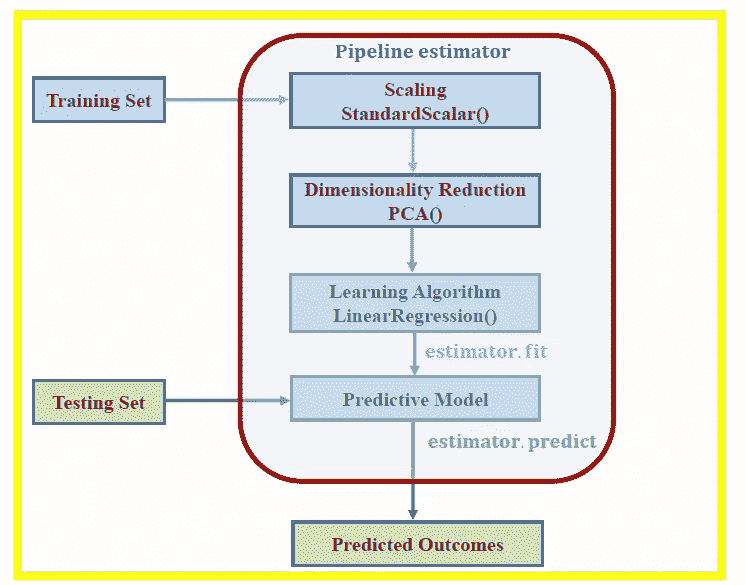 Pipeline estimator
Training Set
Scaling
StandardScalar()
Dimensionality Reduction
PCA()
Learning Algorithm
LinearRegression()
estimator.fit
Testing Set
Predictive Model
estimator.predict
Predicted Outcomes